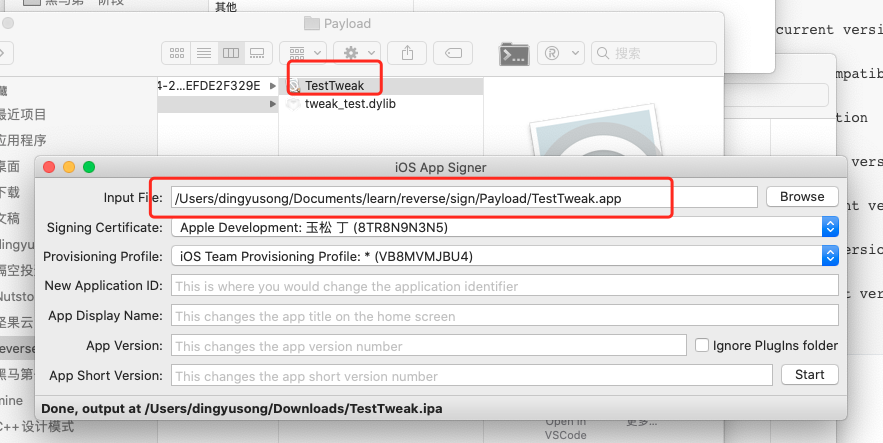 黑马第一阶段
其他
Payload
current versi
搜索
4-2...EFDE2F329E
TestTweak
tweak_test.dylib
藏
最近项目
应用程序
桌面
下载
文稿
dingyu
隔空投
Nutsto
坚果云
everse
黑马第
mine
C++设计模式
ompatib
tion
t vers
ent ve
versio
t ver
iOS App Signer
Input File:
/Users/dingyusong/Documents/learn/reverse/sign/Payload/TestTweak.app
Browse
Signing Certificate:
Apple Development: 玉松 丁 (8TR8N9N3N5)
Provisioning Profile:
iOS Team Provisioning Profile: * (VB8MVMJBU4)
New Application ID:
This is where you would change the application identifier
App Display Name:
This changes the app title on the home screen
App Version:
This changes the app version number
Ignore PlugIns folder
App Short Version:
This changes the app short version number
Start
Done, output at /Users/dingyusong/Downloads/TestTweak.ipa
Open in
VSCode
更多...